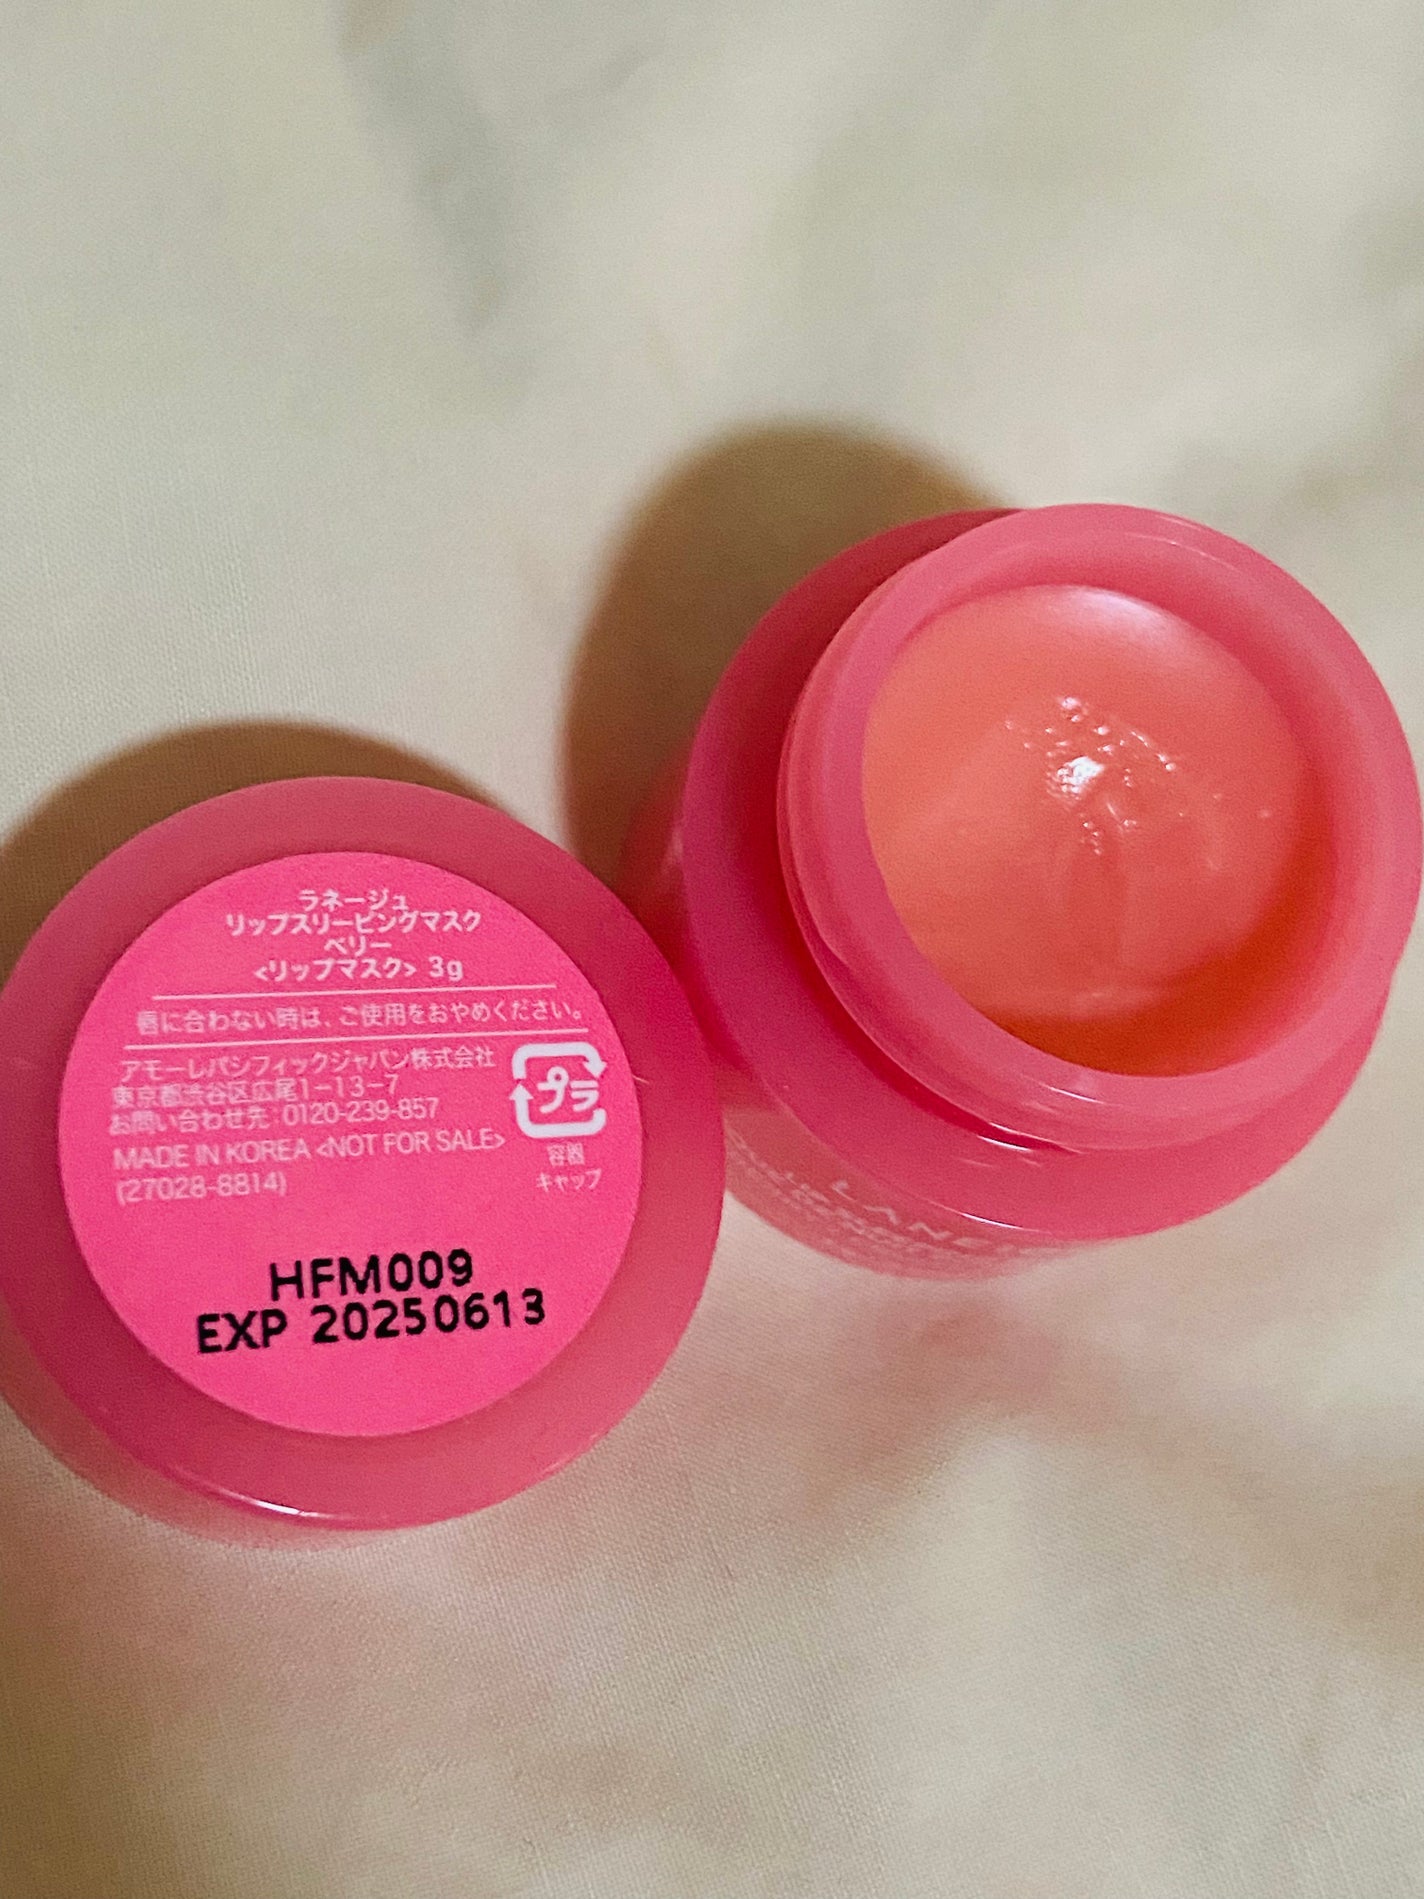 ラネージュ
リップスリーピングマスク
ベリー
<リップマスク> 3g
唇に合わない時は、ご使用をおやめください。
アモーレパシフィックジャパン株式会社
東京都渋谷区広尾1-13-7
お問い合わせ先:0120-239-857
MADE IN KOREA <NOT FOR SALE>
(27028-8814)
プラ
容器
キャップ
HFM009
EXP 20250613
LANEIGE